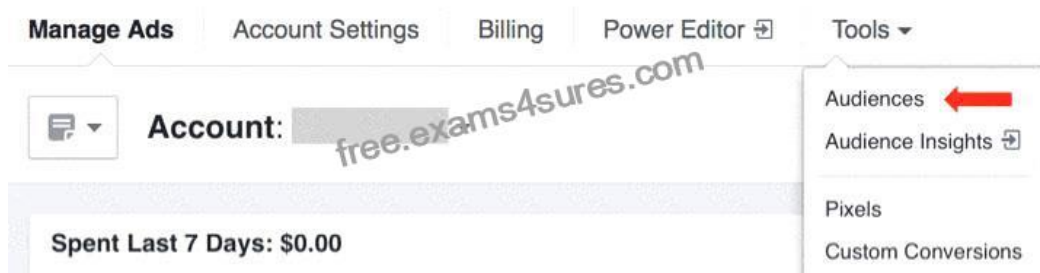 Manage Ads Account Settings Billing Power Editor Tools
Account:
free.exams4sures.com
Audiences
Audience Insights
Pixels
Custom Conversions
Spent Last 7 Days: $0.00